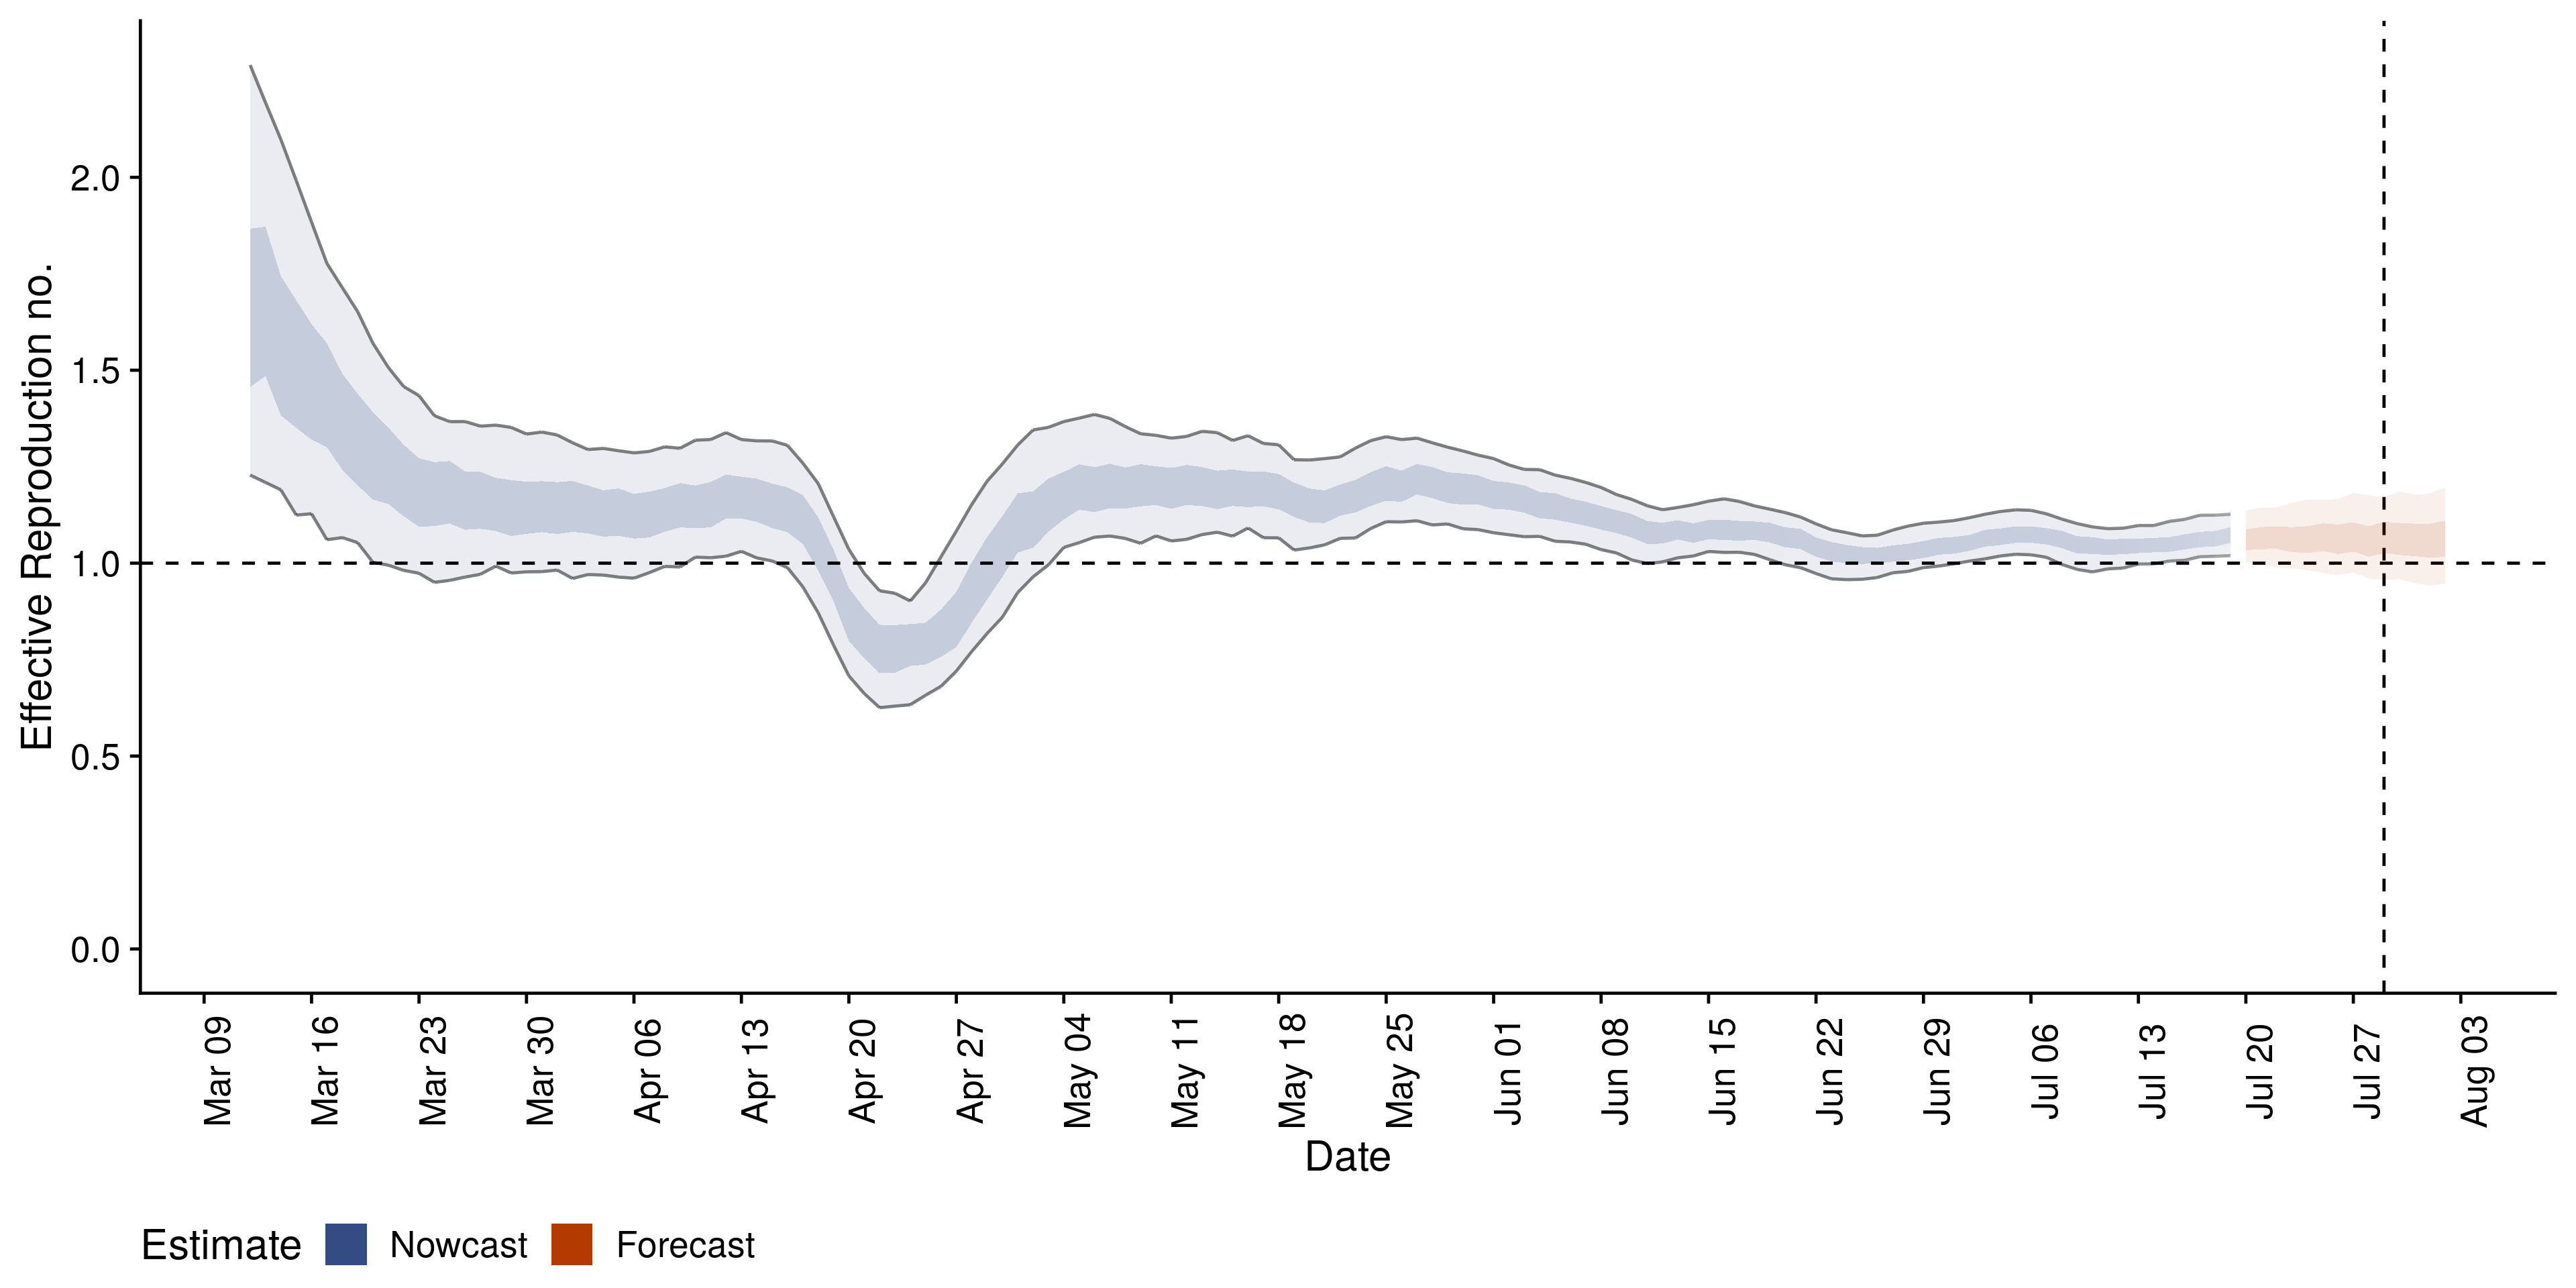 Effective Reproduction no.
2.0
1.5
1.0
0.5
0.0
Mar 09
Mar 16
Mar 23
Mar 30
Apr 06
Apr 13
Apr 20
Apr 27
May 04
May 11
May 18
May 25
Jun 01
Jun 08
Jun 15
Jun 22
Jun 29
Jul 06
Jul 13
Jul 20
Jul 27
Aug 03
Date
Estimate Nowcast Forecast